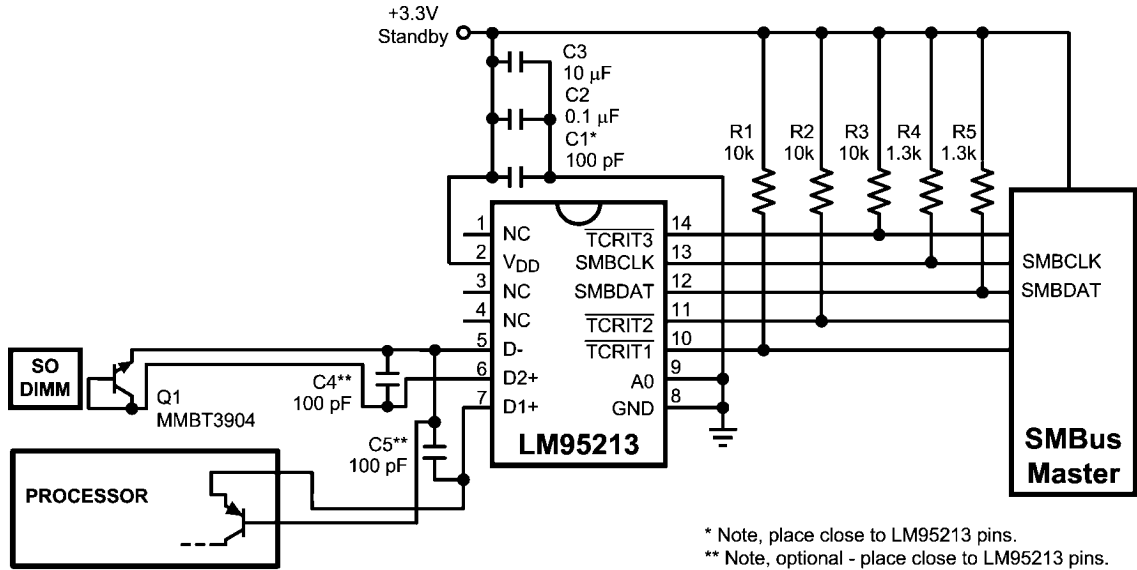 +3.3V
Standby
C3
10 µF
C2
0.1 µF
C1*
100 pF
R1
10k
R2
10k
R3
10k
R4
1.3k
R5
1.3k
1
NC
2
VDD
3
NC
4
NC
5
D-
6
D2+
7
D1+
14
TCRIT3
13
SMBCLK
12
SMBDAT
11
TCRIT2
10
TCRIT1
9
A0
8
GND
LM95213
SMBCLK
SMBDAT
SMBus
Master
SO
DIMM
Q1
MMBT3904
C4**
100 pF
C5**
100 pF
PROCESSOR
* Note, place close to LM95213 pins.
** Note, optional - place close to LM95213 pins.